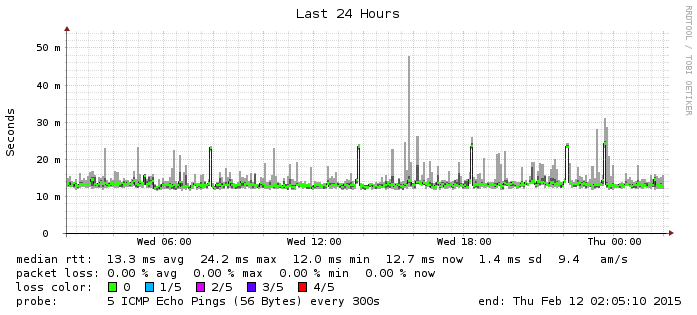 Last 24 Hours
RRDTOOL / TOBI OETIKER
Seconds
50 m
40 m
30 m
20 m
10 m
0
Wed 06:00 Wed 12:00 Wed 18:00 Thu 00:00
median rtt: 13.3 ms avg 24.2 ms max 12.0 ms min 12.7 ms now 1.4 ms sd 9.4 am/s
packet loss: 0.00 % avg 0.00 % max 0.00 % min 0.00 % now
loss color: 0 1/5 2/5 3/5 4/5
probe: 5 ICMP Echo Pings (56 Bytes) every 300s end: Thu Feb 12 02:05:10 2015